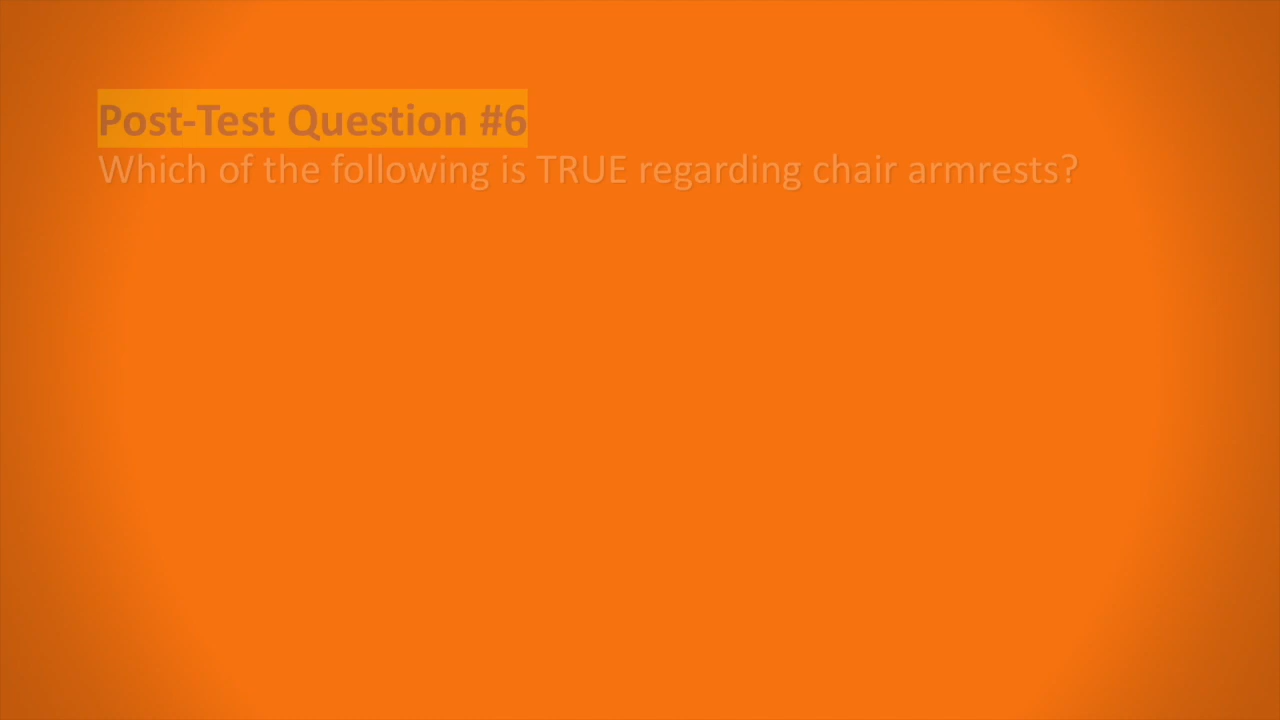 Post-Test Question #6
Which of the following is TRUE regarding chair armrests?